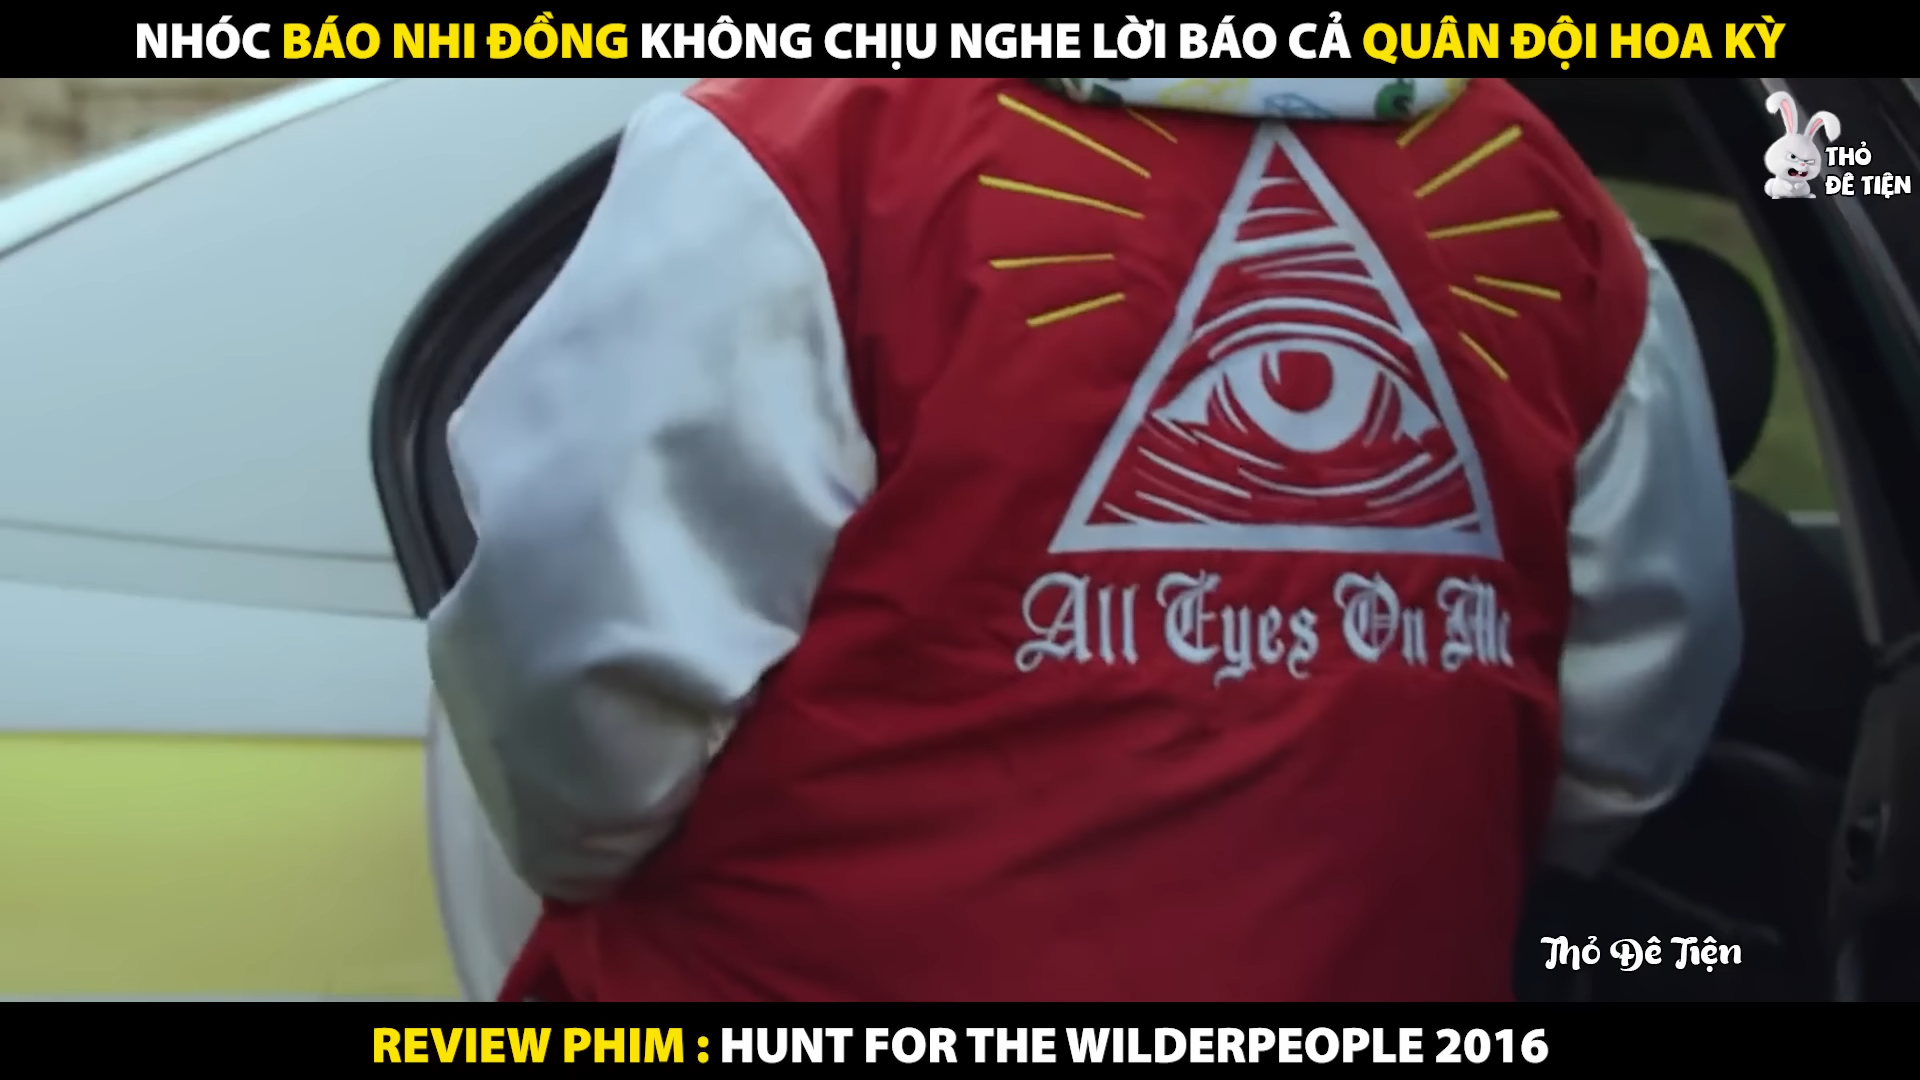 NHÓC BÁO NHI ĐỒNG KHÔNG CHỊU NGHE LỜI BÁO CẢ QUÂN ĐỘI HOA KỲ
THỎ
ĐÊ TIỆN
All Eyes On Me
Thỏ Đê Tiện
REVIEW PHIM : HUNT FOR THE WILDERPEOPLE 2016